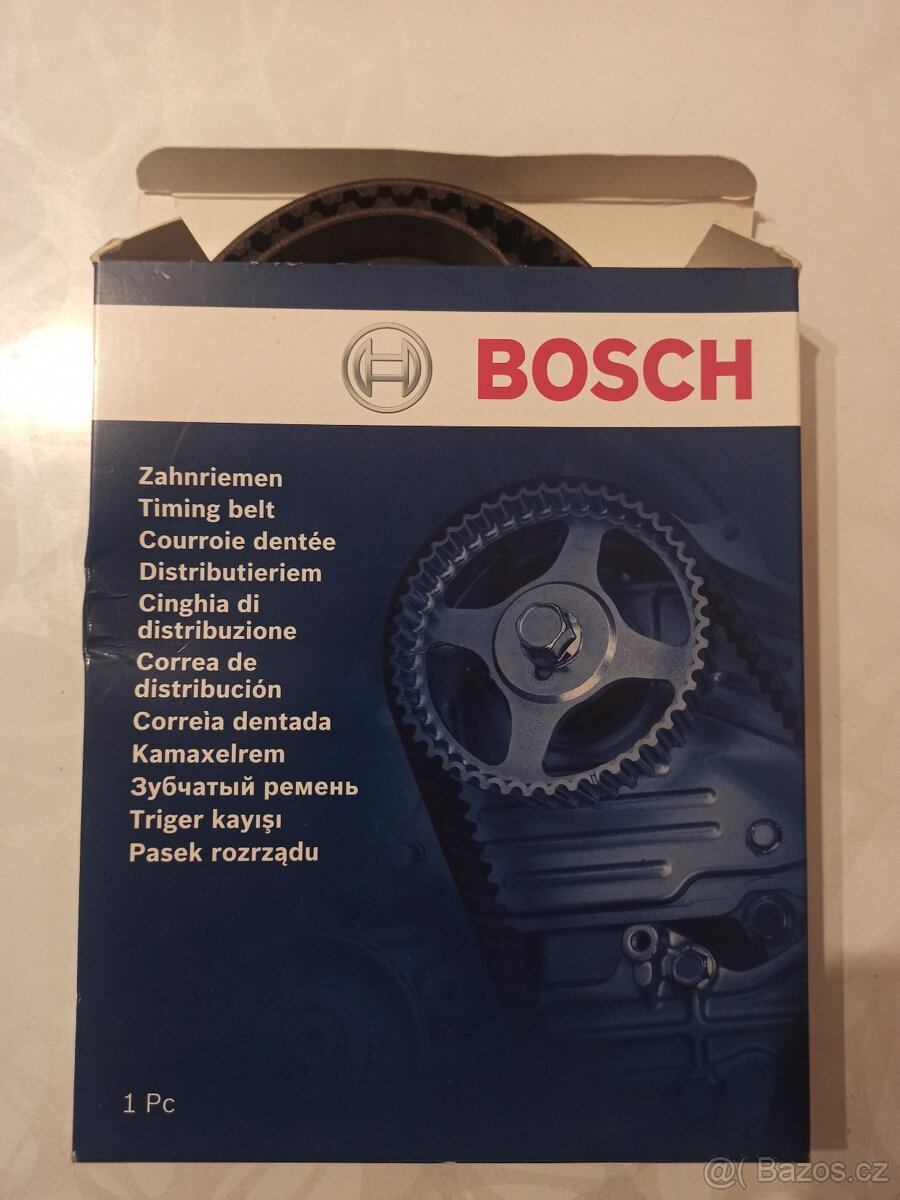 BOSCH
Zahnriemen
Timing belt
Courroie dentée
Distributieriem
Cinghia di
distribuzione
Correa de
distribución
Correia dentada
Kamaxelrem
Зубчатый ремень
Triger kayışı
Pasek rozrządu
1 Pc
@( Bazos.cz